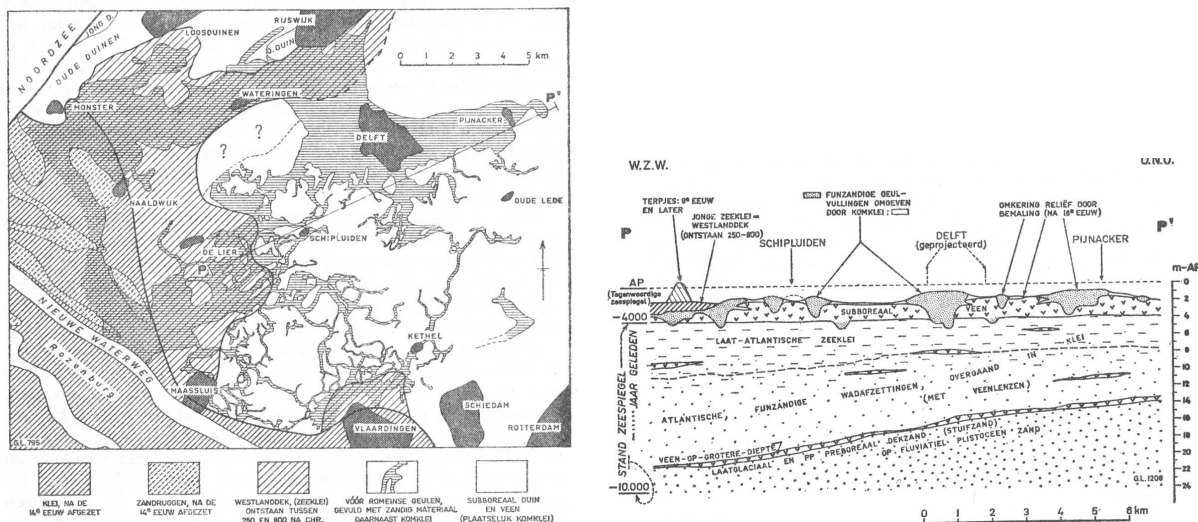 NOORDZEE
JONG D.
OUDE DUINEN
LOOSDUINEN
RIJSWIJK
O. DUIN
0 1 2 3 4 5 km
MONSTER
WATERINGEN
P'
PIJNACKER
DELFT
?
?
NAALDWIJK
OUDE LEDE
SCHIPLUIDEN
DE LIER
P
A
NIEUWE WATERWEG
Rozenburg
KETHEL
MAASSLUIS
SCHIEDAM
VLAARDINGEN
ROTTERDAM
G.L. 795
KLEI, NA DE
14e EEUW AFGEZET
ZANDRUGGEN, NA DE
14e EEUW AFGEZET
WESTLANDDEK, (ZEEKLEI)
ONTSTAAN TUSSEN
250 EN 800 NA CHR.
VÓÓR ROMEINSE GEULEN,
GEVULD MET ZANDIG MATERIAAL
DAARNAAST KOMKLEI
SUBBOREAAL DUIN
EN VEEN
(PLAATSELIJK KOMKLEI)
W.Z.W.
O.N.O.
TERPJES: 9e EEUW
EN LATER
JONGE ZEEKLEI =
WESTLANDDEK
(ONTSTAAN 250-800)
FIJNZANDIGE GEUL-
VULLINGEN OMGEVEN
DOOR KOMKLEI:
OMKERING RELIËF DOOR
BEMALING (NA 16e EEUW)
P
SCHIPLUIDEN
DELFT
(geprojecteerd)
PIJNACKER
P'
m-AP
AP
(Tegenwoordige
zeespiegel)
-4000
SUBBOREAAL VEEN
LAAT-ATLANTISCHE ZEEKLEI
ATLANTISCHE, FIJNZANDIGE WADAFZETTINGEN, OVERGAAND IN KLEI
(MET VEENLENZEN)
STAND ZEESPIEGEL
JAAR GELEDEN
VEEN-OP-GROTERE-DIEPTE
LAATGLACIAAL EN PP PREBOREAAL DEKZAND (STUIFZAND)
OP FLUVIATIEL PLISTOCEEN ZAND
-10.000
G.L. 1208
0
2
4
6
8
10
12
14
16
18
20
22
24
26
0 1 2 3 4 5 6 km